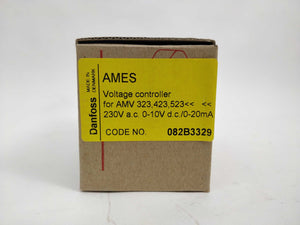 MADE IN
DENMARK
Danfoss
AMES
Voltage controller
for AMV 323,423,523<< <<
230V a.c. 0-10V d.c./0-20mA
CODE NO. 082B3329